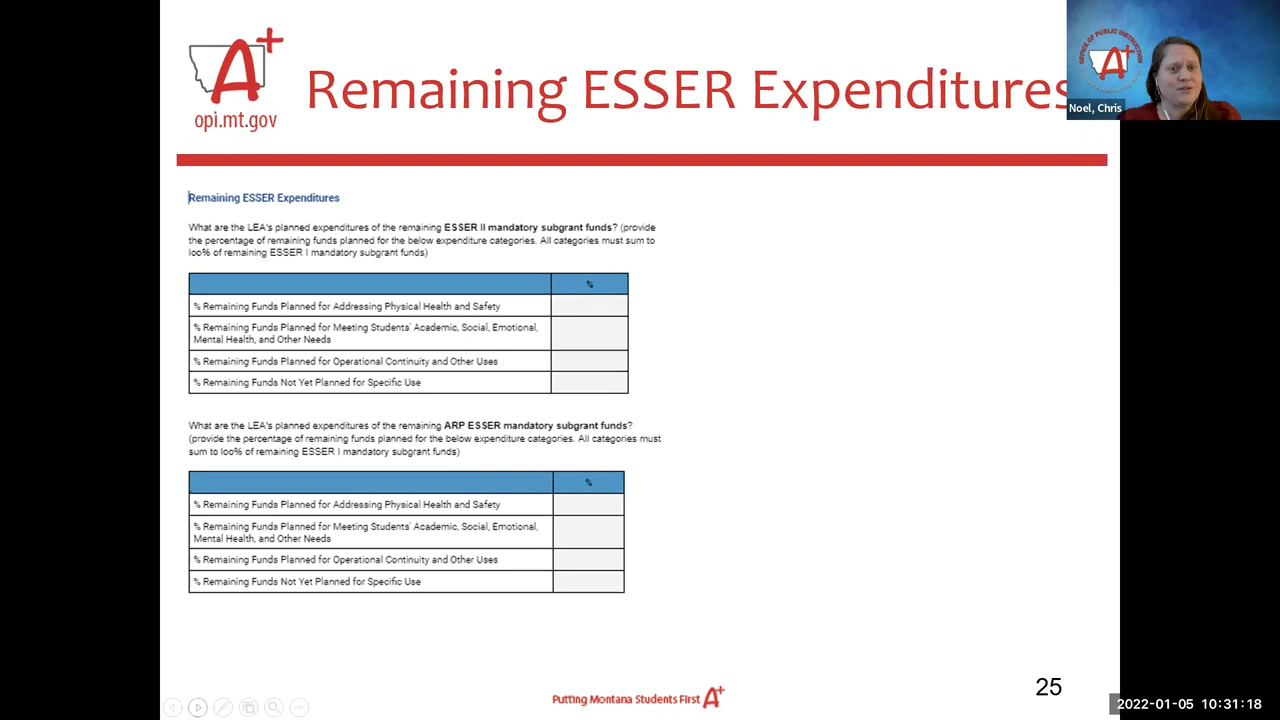 A+
opi.mt.gov
Remaining ESSER Expenditures
OFFICE OF PUBLIC INSTRUCTION
A+
Noel, Chris
Remaining ESSER Expenditures
What are the LEA's planned expenditures of the remaining ESSER II mandatory subgrant funds? (provide
the percentage of remaining funds planned for the below expenditure categories. All categories must sum to
loo% of remaining ESSER I mandatory subgrant funds)
%
% Remaining Funds Planned for Addressing Physical Health and Safety
% Remaining Funds Planned for Meeting Students' Academic, Social, Emotional,
Mental Health, and Other Needs
% Remaining Funds Planned for Operational Continuity and Other Uses
% Remaining Funds Not Yet Planned for Specific Use
What are the LEA's planned expenditures of the remaining ARP ESSER mandatory subgrant funds?
(provide the percentage of remaining funds planned for the below expenditure categories. All categories must
sum to loo% of remaining ESSER I mandatory subgrant funds)
%
% Remaining Funds Planned for Addressing Physical Health and Safety
% Remaining Funds Planned for Meeting Students' Academic, Social, Emotional,
Mental Health, and Other Needs
% Remaining Funds Planned for Operational Continuity and Other Uses
% Remaining Funds Not Yet Planned for Specific Use
Putting Montana Students First A+
25
2022-01-05 10:31:18